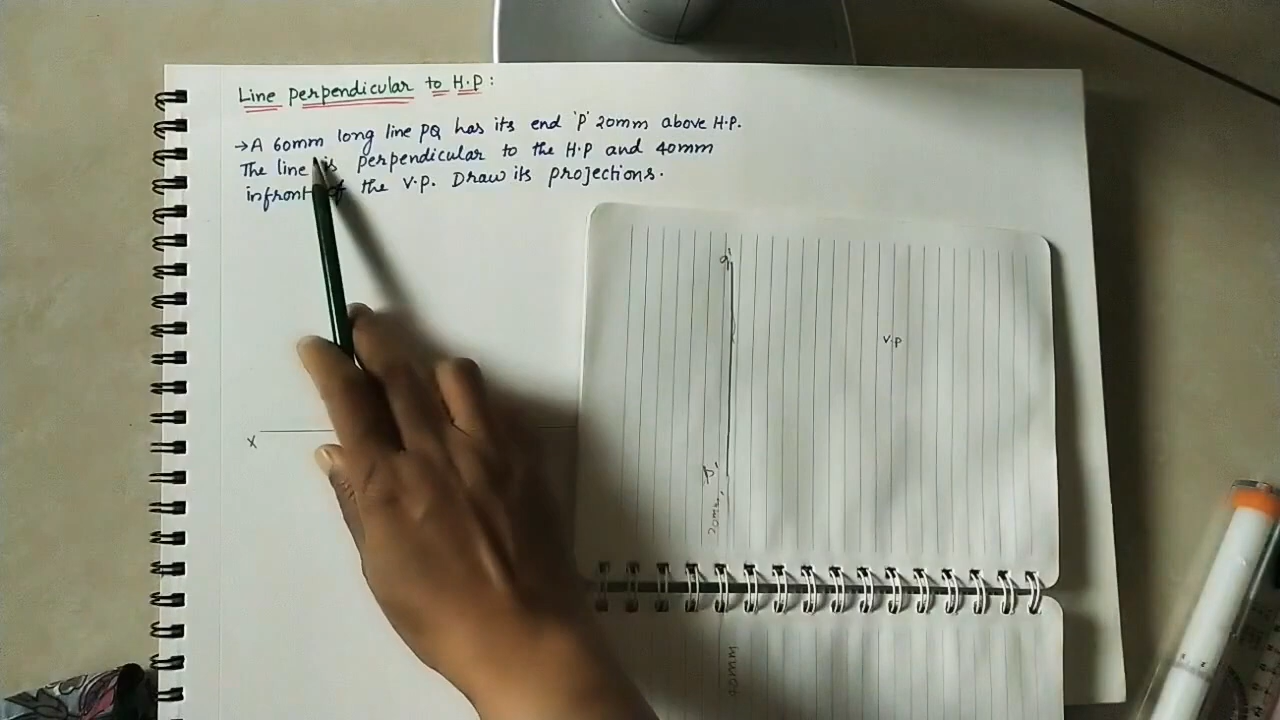 Line perpendicular to H.P :
→ A 60mm long line PQ has its end 'P' 20mm above H.P.
The line is perpendicular to the H.P and 40mm
infront of the V.P. Draw its projections.
q'
V.P
X
p'
20mm